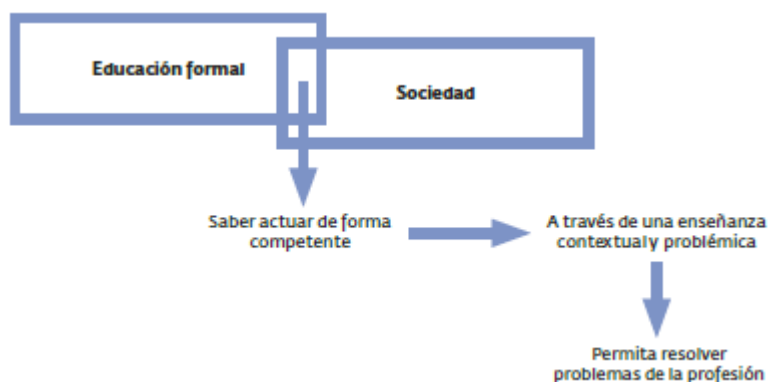 Educación formal
Sociedad
Saber actuar de forma
competente
A través de una enseñanza
contextual y problémica
Permita resolver
problemas de la profesión